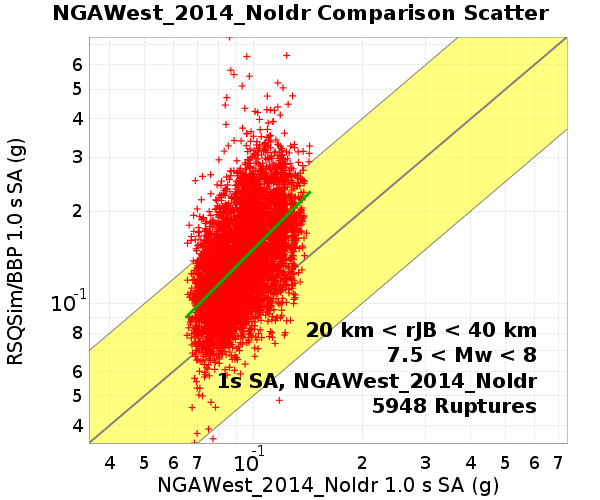 NGAWest_2014_NoIdr Comparison Scatter
RSQSim/BBP 1.0 s SA (g)
6
5
4
3
2
10-1
8
7
6
5
4
20 km < rJB < 40 km
7.5 < Mw < 8
1s SA, NGAWest_2014_NoIdr
5948 Ruptures
4 5 6 7 10-1 2 3 4 5 6 7
NGAWest_2014_NoIdr 1.0 s SA (g)